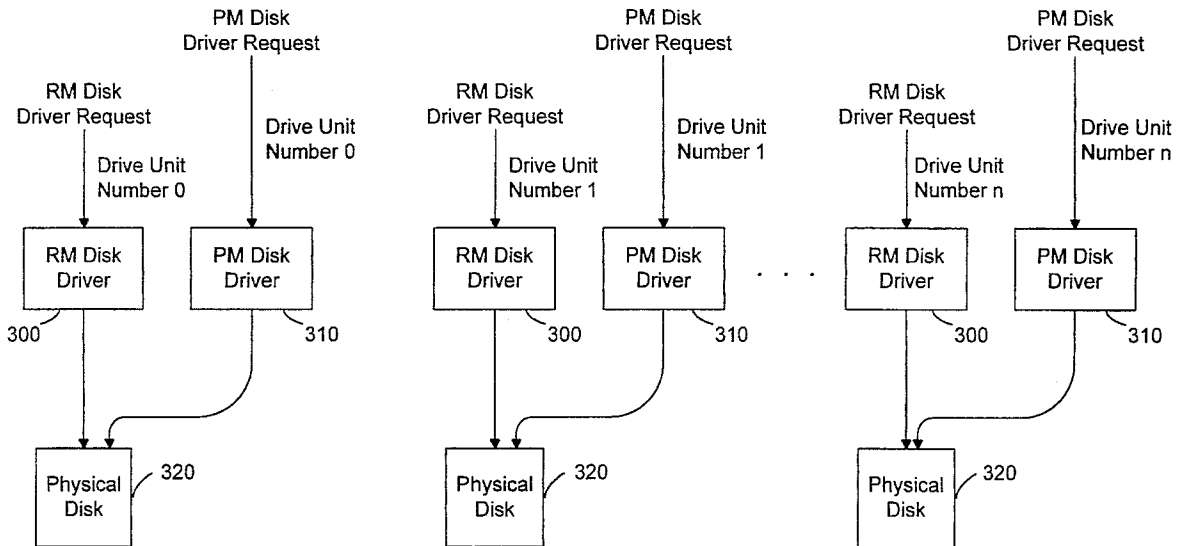 PM Disk
Driver Request
RM Disk
Driver Request
Drive Unit
Number 0
Drive Unit
Number 0
RM Disk
Driver
PM Disk
Driver
300
310
Physical
Disk
320
PM Disk
Driver Request
RM Disk
Driver Request
Drive Unit
Number 1
Drive Unit
Number 1
RM Disk
Driver
PM Disk
Driver
300
310
Physical
Disk
320
. . .
PM Disk
Driver Request
RM Disk
Driver Request
Drive Unit
Number n
Drive Unit
Number n
RM Disk
Driver
PM Disk
Driver
300
310
Physical
Disk
320